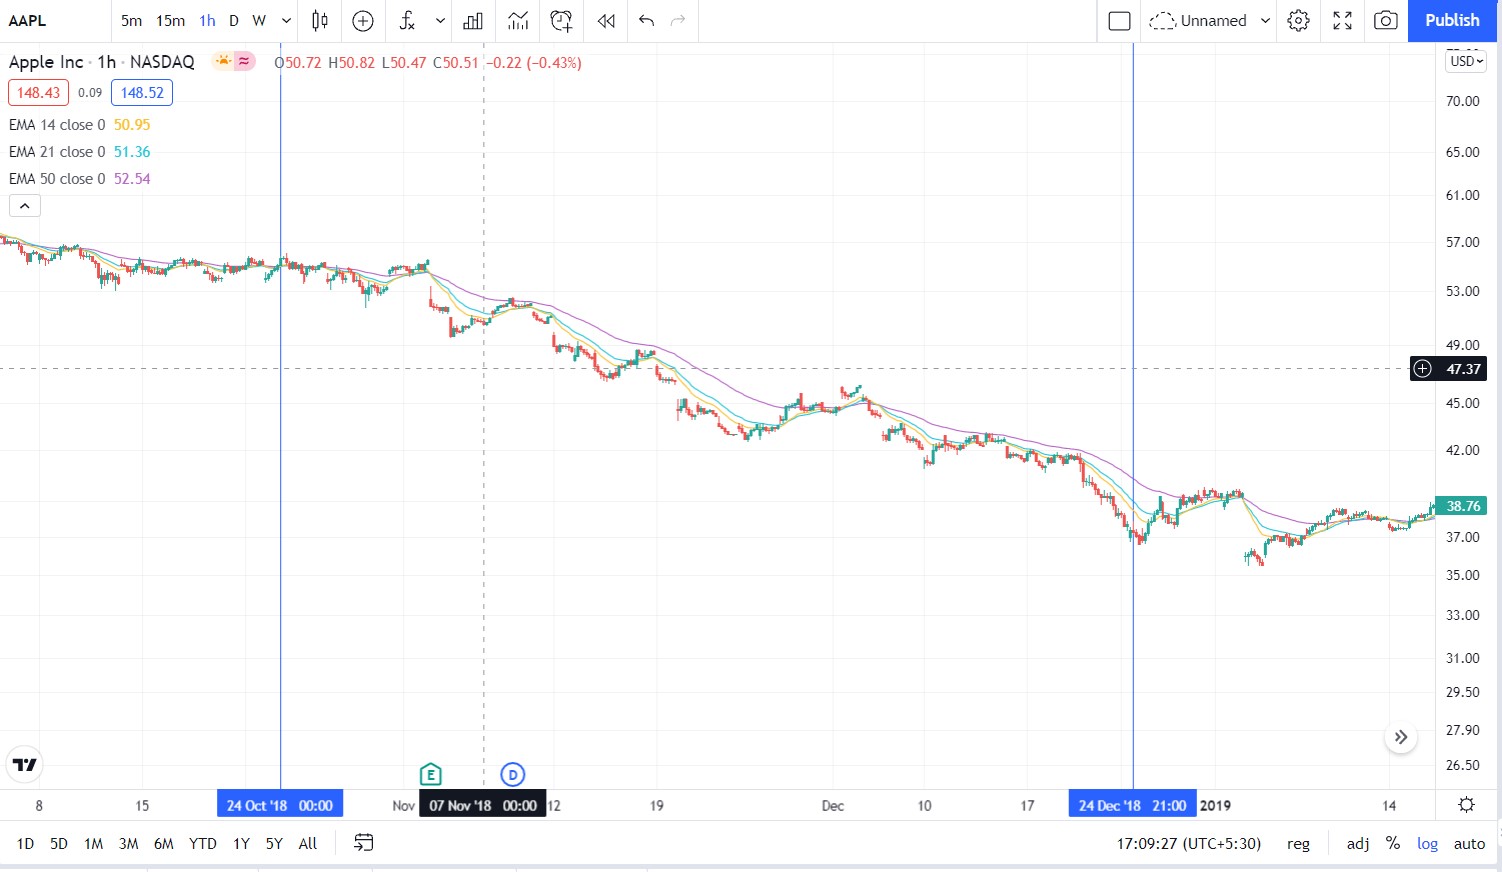 AAPL 5m 15m 1h D W Unnamed Publish
Apple Inc · 1h · NASDAQ O50.72 H50.82 L50.47 C50.51 −0.22 (−0.43%)
USD
148.43 0.09 148.52
EMA 14 close 0 50.95
EMA 21 close 0 51.36
EMA 50 close 0 52.54
70.00
65.00
61.00
57.00
53.00
49.00
47.37
45.00
42.00
38.76
37.00
35.00
33.00
31.00
29.50
27.90
26.50
E D
8 15 24 Oct '18 00:00 Nov 07 Nov '18 00:00 12 19 Dec 10 17 24 Dec '18 21:00 2019 14
1D 5D 1M 3M 6M YTD 1Y 5Y All 17:09:27 (UTC+5:30) reg adj % log auto